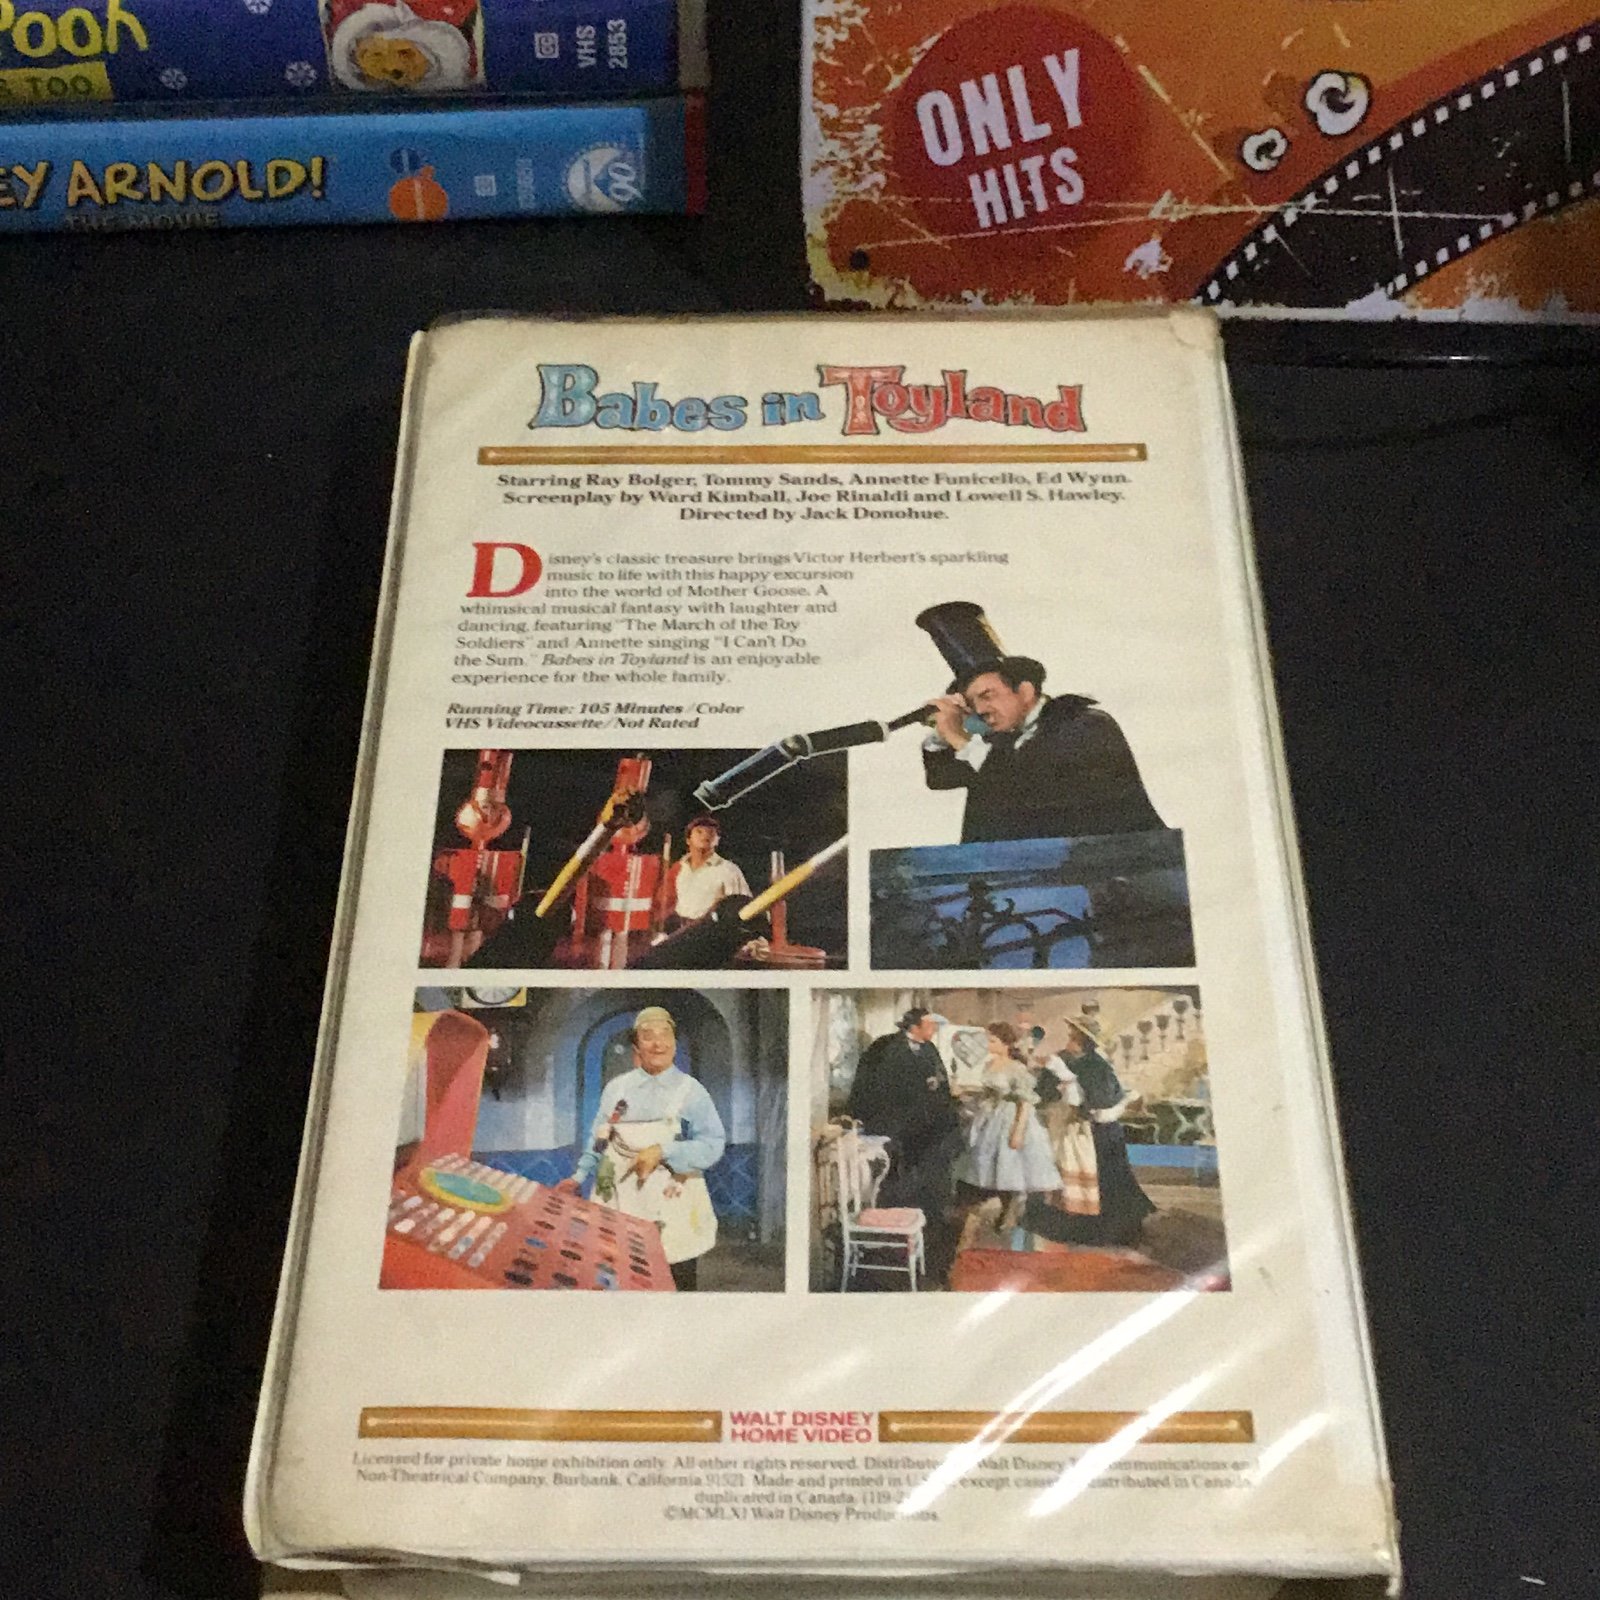 Pooh
S TOO
VHS
2853
EY ARNOLD!
THE MOVIE
ONLY
HITS
Babes in Toyland
Starring Ray Bolger, Tommy Sands, Annette Funicello, Ed Wynn.
Screenplay by Ward Kimball, Joe Rinaldi and Lowell S. Hawley.
Directed by Jack Donohue.
Disney's classic treasure brings Victor Herbert's sparkling
music to life with this happy excursion
into the world of Mother Goose. A
whimsical musical fantasy with laughter and
dancing, featuring "The March of the Toy
Soldiers" and Annette singing "I Can't Do
the Sum." Babes in Toyland is an enjoyable
experience for the whole family.
Running Time: 105 Minutes/Color
VHS Videocassette/Not Rated
WALT DISNEY
HOME VIDEO
Licensed for private home exhibition only. All other rights reserved. Distributed Walt Disney
Non-Theatrical Company, Burbank, California 91521. Made and printed in U.S. except distributed in Canada
duplicated in Canada. (119
©MCMLXI Walt Disney Productions.